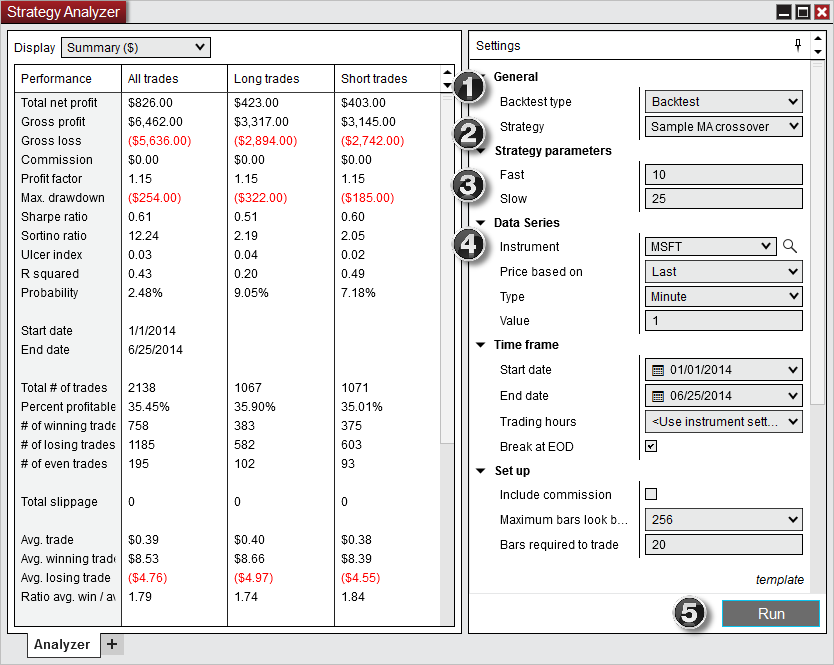 Strategy Analyzer
Display Summary ($)
Performance All trades Long trades Short trades
Total net profit $826.00 $423.00 $403.00
Gross profit $6,462.00 $3,317.00 $3,145.00
Gross loss ($5,636.00) ($2,894.00) ($2,742.00)
Commission $0.00 $0.00 $0.00
Profit factor 1.15 1.15 1.15
Max. drawdown ($254.00) ($322.00) ($185.00)
Sharpe ratio 0.61 0.51 0.60
Sortino ratio 12.24 2.19 2.05
Ulcer index 0.03 0.04 0.02
R squared 0.43 0.20 0.49
Probability 2.48% 9.05% 7.18%
Start date 1/1/2014
End date 6/25/2014
Total # of trades 2138 1067 1071
Percent profitable 35.45% 35.90% 35.01%
# of winning trade 758 383 375
# of losing trades 1185 582 603
# of even trades 195 102 93
Total slippage 0 0 0
Avg. trade $0.39 $0.40 $0.38
Avg. winning trade $8.53 $8.66 $8.39
Avg. losing trade ($4.76) ($4.97) ($4.55)
Ratio avg. win / av 1.79 1.74 1.84
Analyzer +
Settings
1 General
Backtest type Backtest
2 Strategy Sample MA crossover
Strategy parameters
3 Fast 10
Slow 25
Data Series
4 Instrument MSFT
Price based on Last
Type Minute
Value 1
Time frame
Start date 01/01/2014
End date 06/25/2014
Trading hours <Use instrument sett...
Break at EOD
Set up
Include commission
Maximum bars look b... 256
Bars required to trade 20
template
5 Run